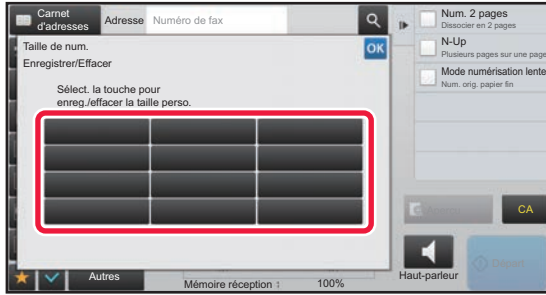 Carnet
d'adresses
Adresse
Numéro de fax
Taille de num.
OK
Enregistrer/Effacer
Sélect. la touche pour
enreg./effacer la taille perso.
Autres
Mémoire réception :
100%
Num. 2 pages
Dissocier en 2 pages
N-Up
Plusieurs pages sur une page
Mode numérisation lente
Num. orig. papier fin
CA
Haut-parleur
Départ